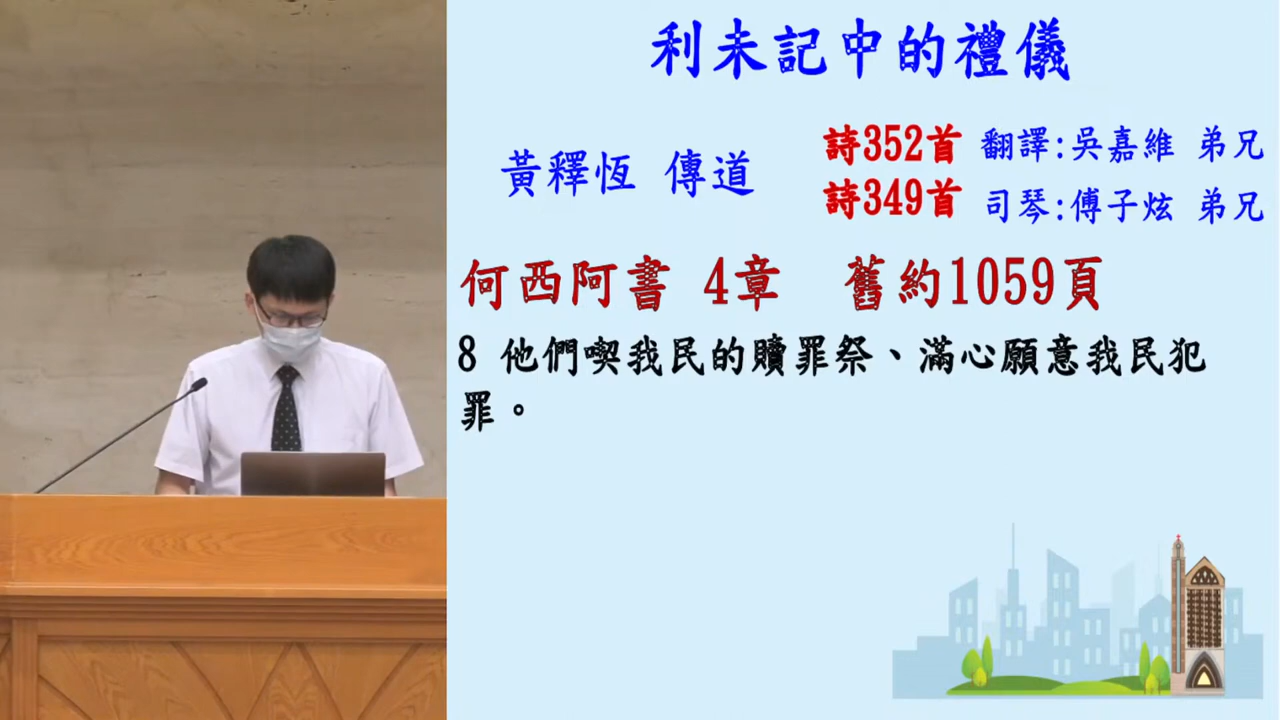 利未記中的禮儀
黃釋恆 傳道
詩352首 翻譯:吳嘉維 弟兄
詩349首 司琴:傅子炫 弟兄
何西阿書 4章 舊約1059頁
8 他們喫我民的贖罪祭、滿心願意我民犯
罪。